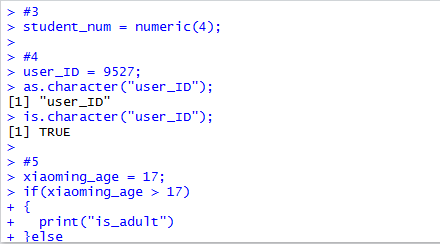 > #3
> student_num = numeric(4);
>
> #4
> user_ID = 9527;
> as.character("user_ID");
[1] "user_ID"
> is.character("user_ID");
[1] TRUE
>
> #5
> xiaoming_age = 17;
> if(xiaoming_age > 17)
+ {
+   print("is_adult")
+ }else